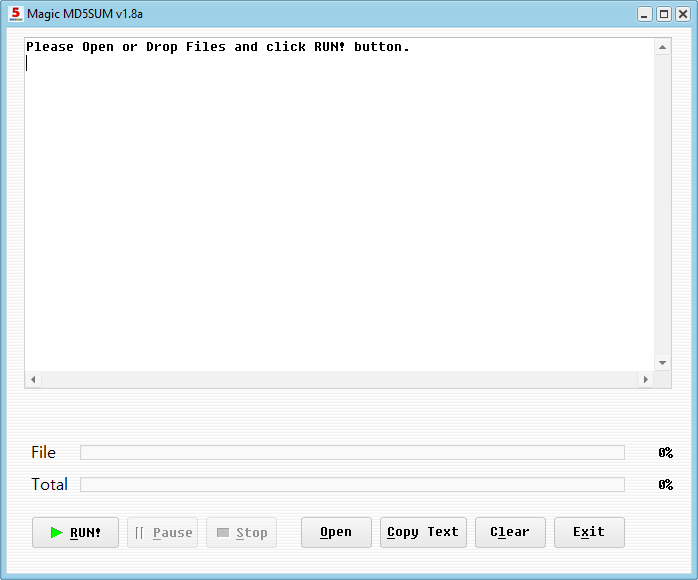 5 Magic MD5SUM v1.8a
Please Open or Drop Files and click RUN! button.
File 0%
Total 0%
RUN! Pause Stop Open Copy Text Clear Exit